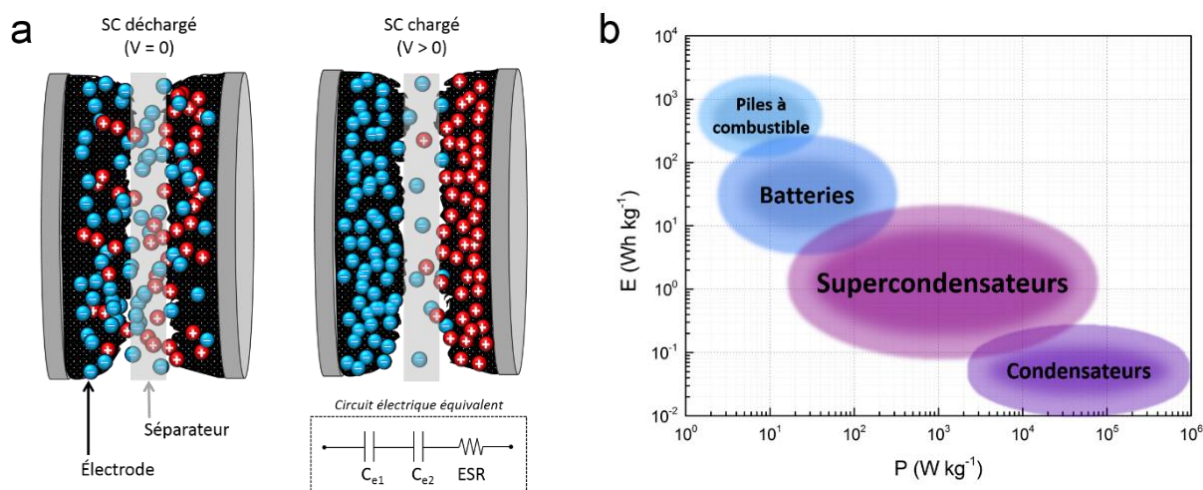 a
SC déchargé
(V = 0)
SC chargé
(V > 0)
Séparateur
Électrode
Circuit électrique équivalent
Ce1
Ce2
ESR
b
E (Wh kg-1)
10⁴
10³
10²
10¹
10⁰
10⁻¹
10⁻²
Piles à
combustible
Batteries
Supercondensateurs
Condensateurs
10⁰ 10¹ 10² 10³ 10⁴ 10⁵ 10⁶
P (W kg⁻¹)